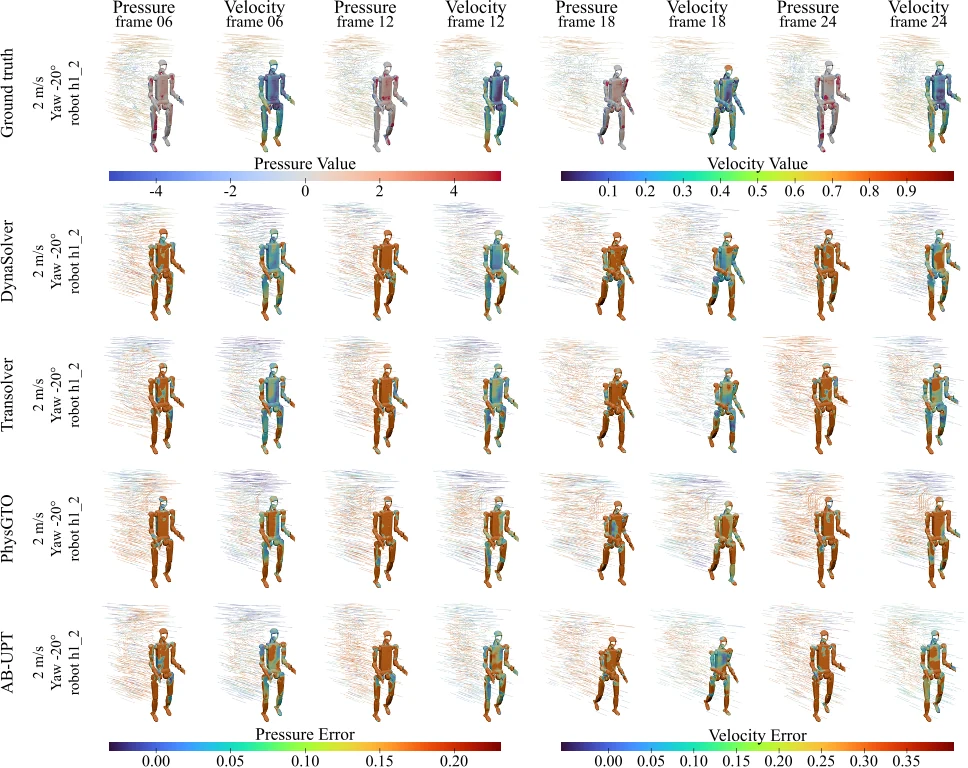 Pressure Velocity Pressure Velocity Pressure Velocity Pressure Velocity
frame 06 frame 06 frame 12 frame 12 frame 18 frame 18 frame 24 frame 24
Ground truth
2 m/s
Yaw -20°
robot h1_2
Pressure Value
-4 -2 0 2 4
Velocity Value
0.1 0.2 0.3 0.4 0.5 0.6 0.7 0.8 0.9
DynaSolver
2 m/s
Yaw -20°
robot h1_2
Transolver
2 m/s
Yaw -20°
robot h1_2
PhysGTO
2 m/s
Yaw -20°
robot h1_2
AB-UPT
2 m/s
Yaw -20°
robot h1_2
Pressure Error
0.00 0.05 0.10 0.15 0.20
Velocity Error
0.00 0.05 0.10 0.15 0.20 0.25 0.30 0.35